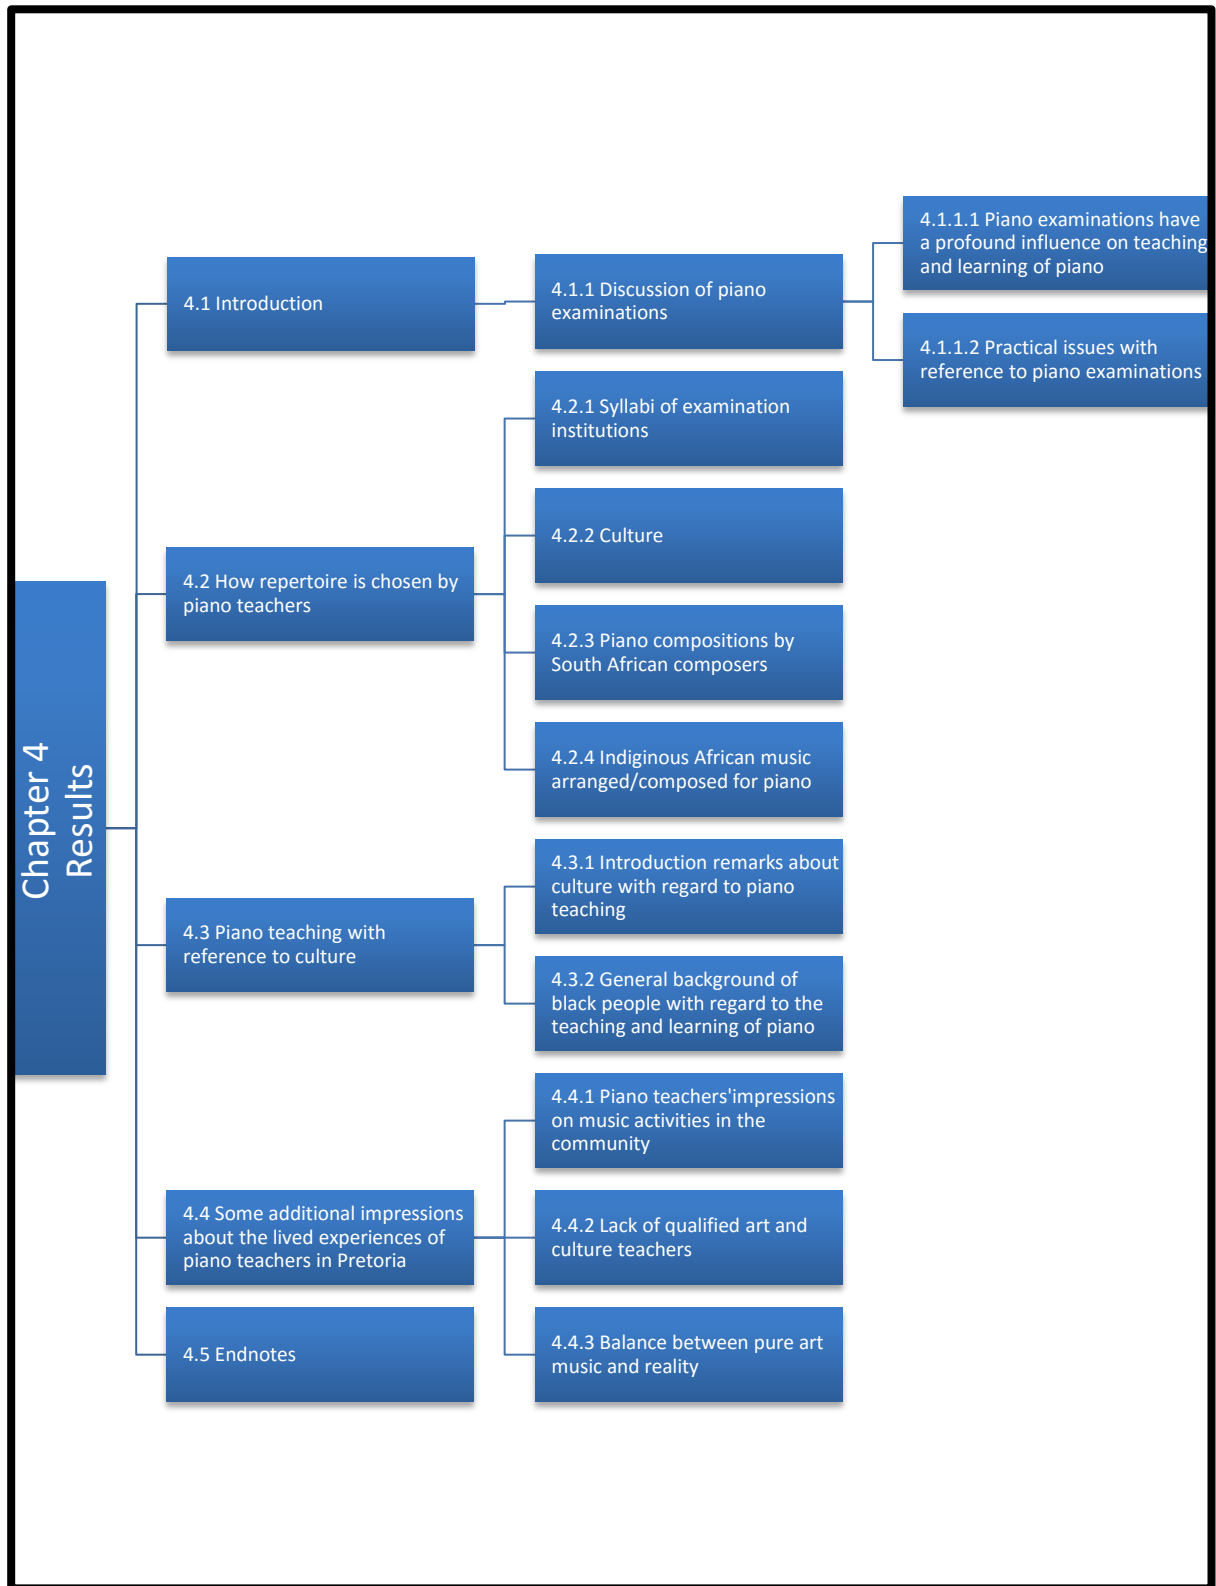 Chapter 4
Results
4.1 Introduction
4.1.1 Discussion of piano
examinations
4.1.1.1 Piano examinations have
a profound influence on teaching
and learning of piano
4.1.1.2 Practical issues with
reference to piano examinations
4.2 How repertoire is chosen by
piano teachers
4.2.1 Syllabi of examination
institutions
4.2.2 Culture
4.2.3 Piano compositions by
South African composers
4.2.4 Indiginous African music
arranged/composed for piano
4.3 Piano teaching with
reference to culture
4.3.1 Introduction remarks about
culture with regard to piano
teaching
4.3.2 General background of
black people with regard to the
teaching and learning of piano
4.4 Some additional impressions
about the lived experiences of
piano teachers in Pretoria
4.4.1 Piano teachers'impressions
on music activities in the
community
4.4.2 Lack of qualified art and
culture teachers
4.4.3 Balance between pure art
music and reality
4.5 Endnotes